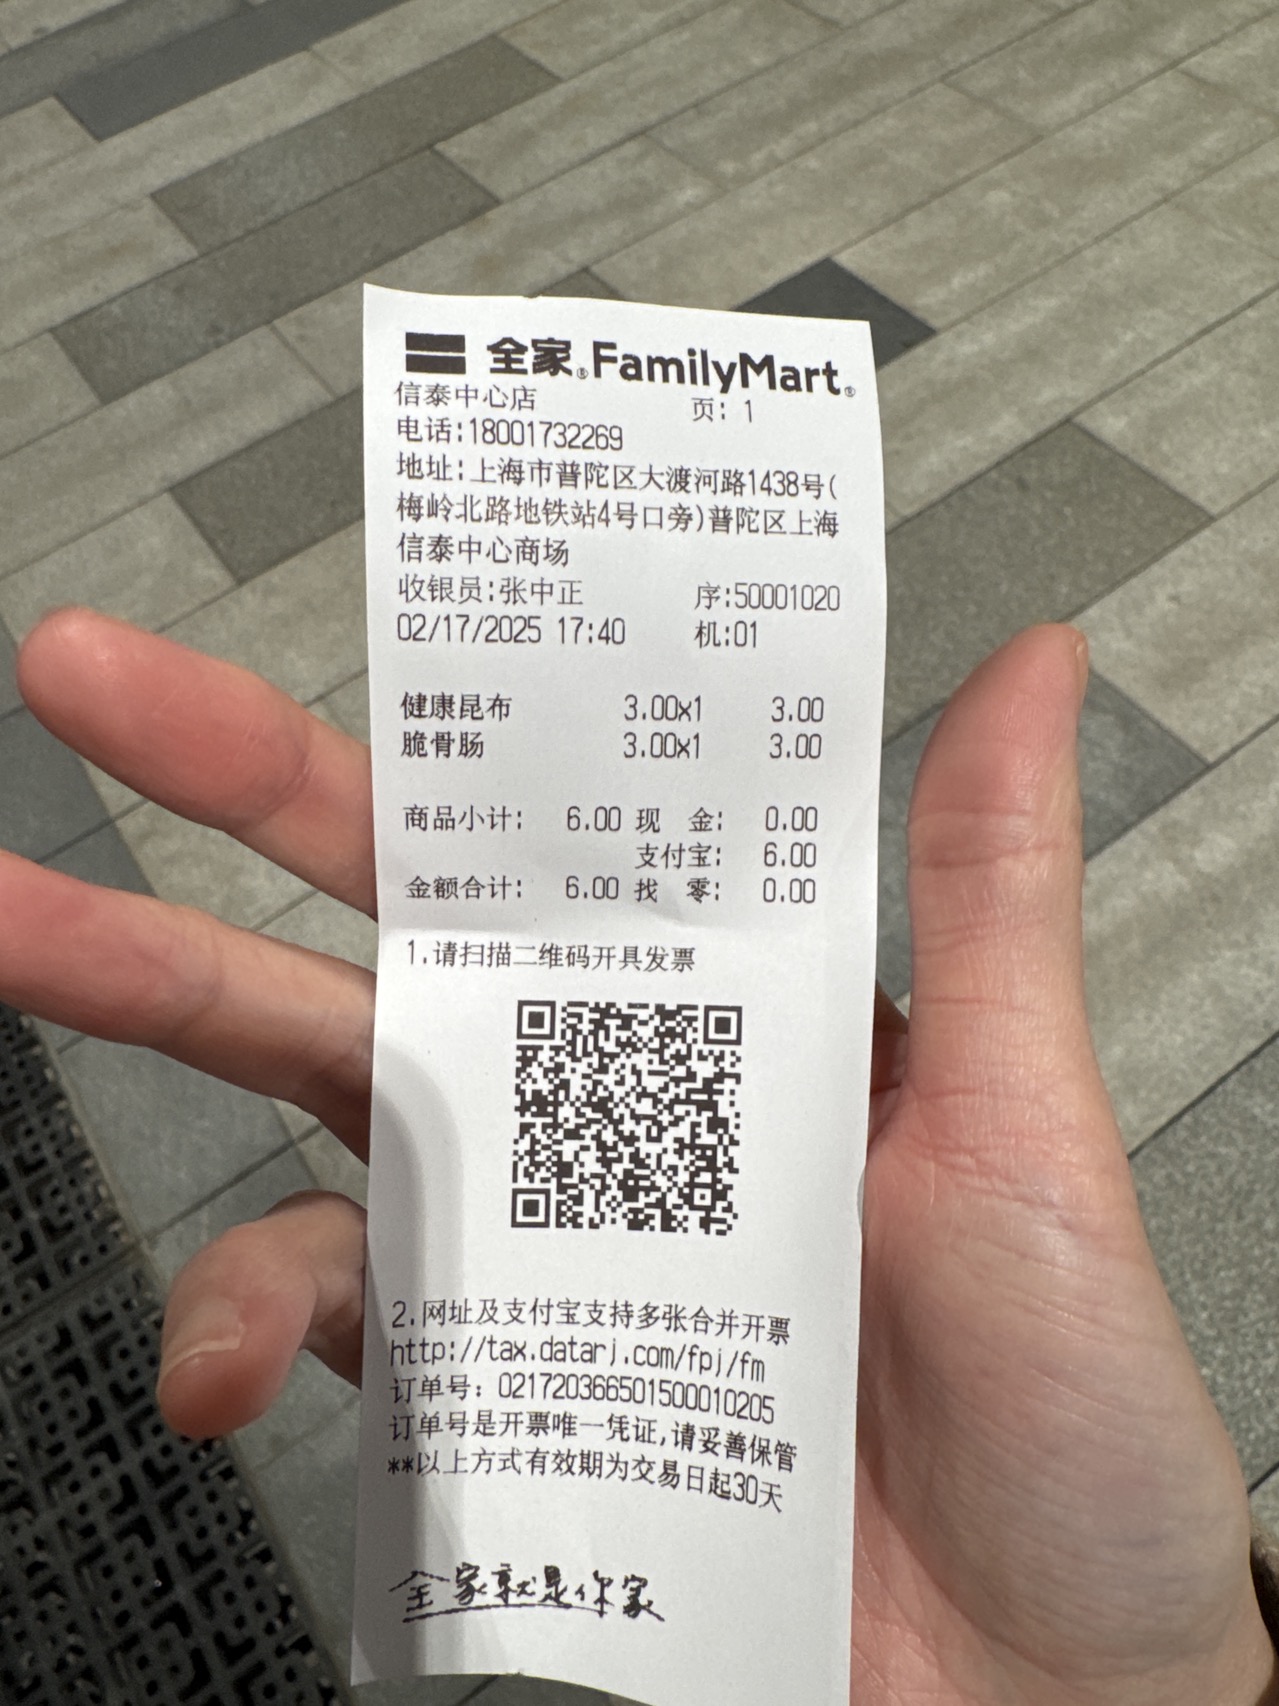 全家® FamilyMart®
信泰中心店 页: 1
电话:18001732269
地址:上海市普陀区大渡河路1438号(
梅岭北路地铁站4号口旁)普陀区上海
信泰中心商场
收银员:张中正 序:50001020
02/17/2025 17:40 机:01
健康昆布 3.00x1 3.00
脆骨肠 3.00x1 3.00
商品小计: 6.00 现 金: 0.00
支付宝: 6.00
金额合计: 6.00 找 零: 0.00
1.请扫描二维码开具发票
2.网址及支付宝支持多张合并开票
http://tax.datarj.com/fpj/fm
订单号: 021720366501500010205
订单号是开票唯一凭证,请妥善保管
**以上方式有效期为交易日起30天
全家就是你家